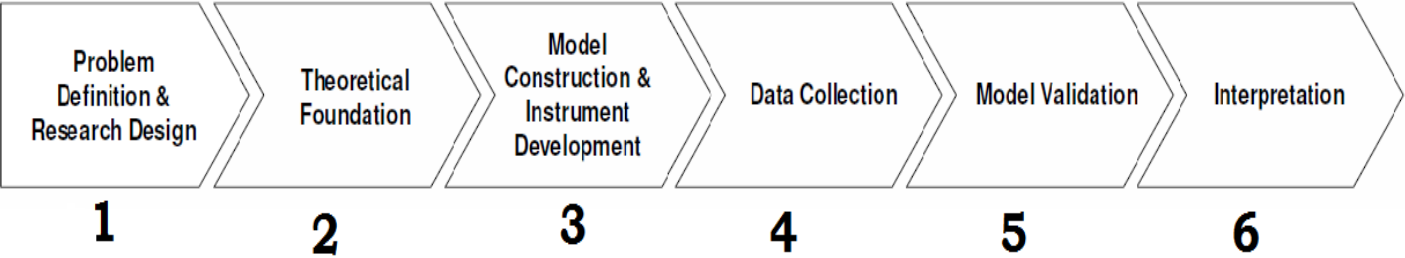 Problem
Definition &
Research Design
Theoretical
Foundation
Model
Construction &
Instrument
Development
Data Collection
Model Validation
Interpretation
1
2
3
4
5
6